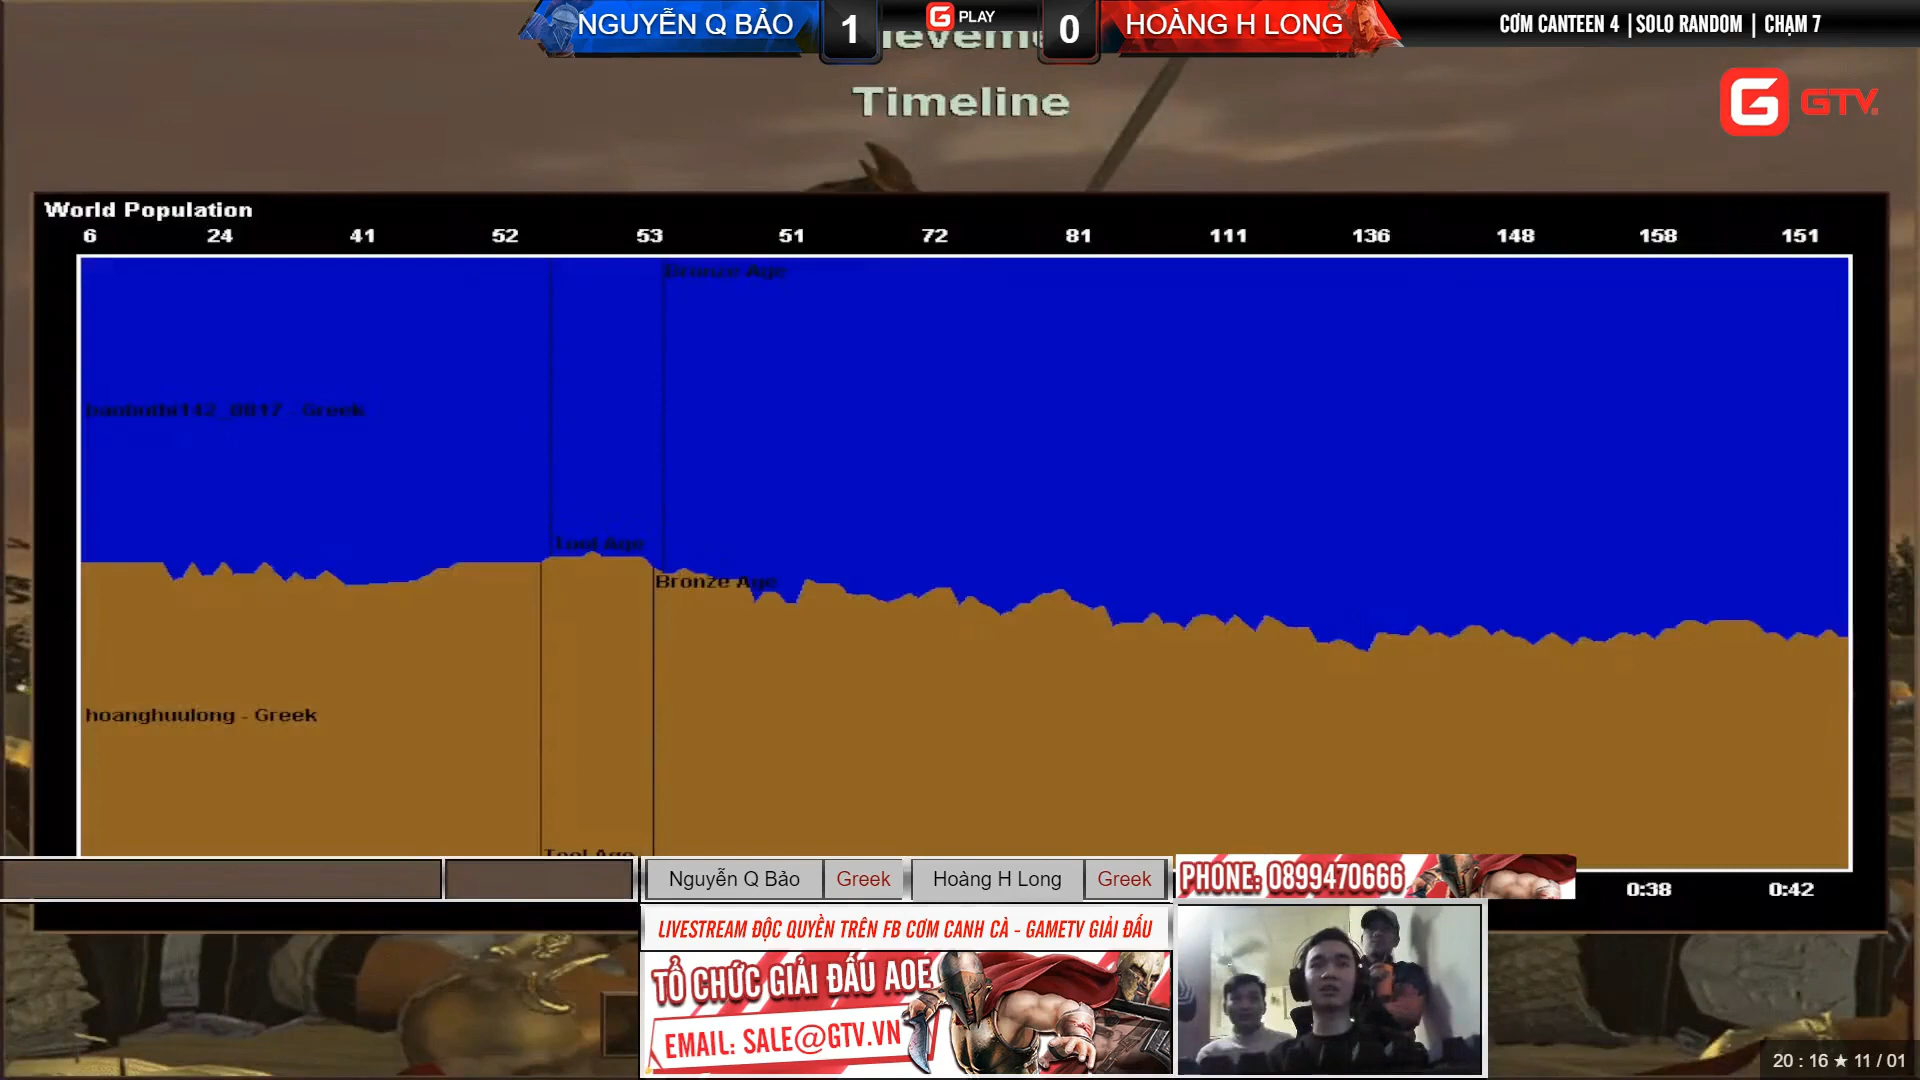 NGUYỄN Q BẢO
1
G PLAY
0
HOÀNG H LONG
CƠM CANTEEN 4 | SOLO RANDOM | CHẠM 7
Timeline
GTV.
World Population
6 24 41 52 53 51 72 81 111 136 148 158 151
Bronze Age
- Greek
Tool Age
Bronze Age
hoanghuulong - Greek
Tool Age
Nguyễn Q Bảo Greek Hoàng H Long Greek
PHONE: 0899470666
0:38 0:42
LIVESTREAM ĐỘC QUYỀN TRÊN FB CƠM CANH CÀ - GAMETV GIẢI ĐẤU
TỔ CHỨC GIẢI ĐẤU AOE
EMAIL: SALE@GTV.VN
20 : 16 ★ 11 / 01